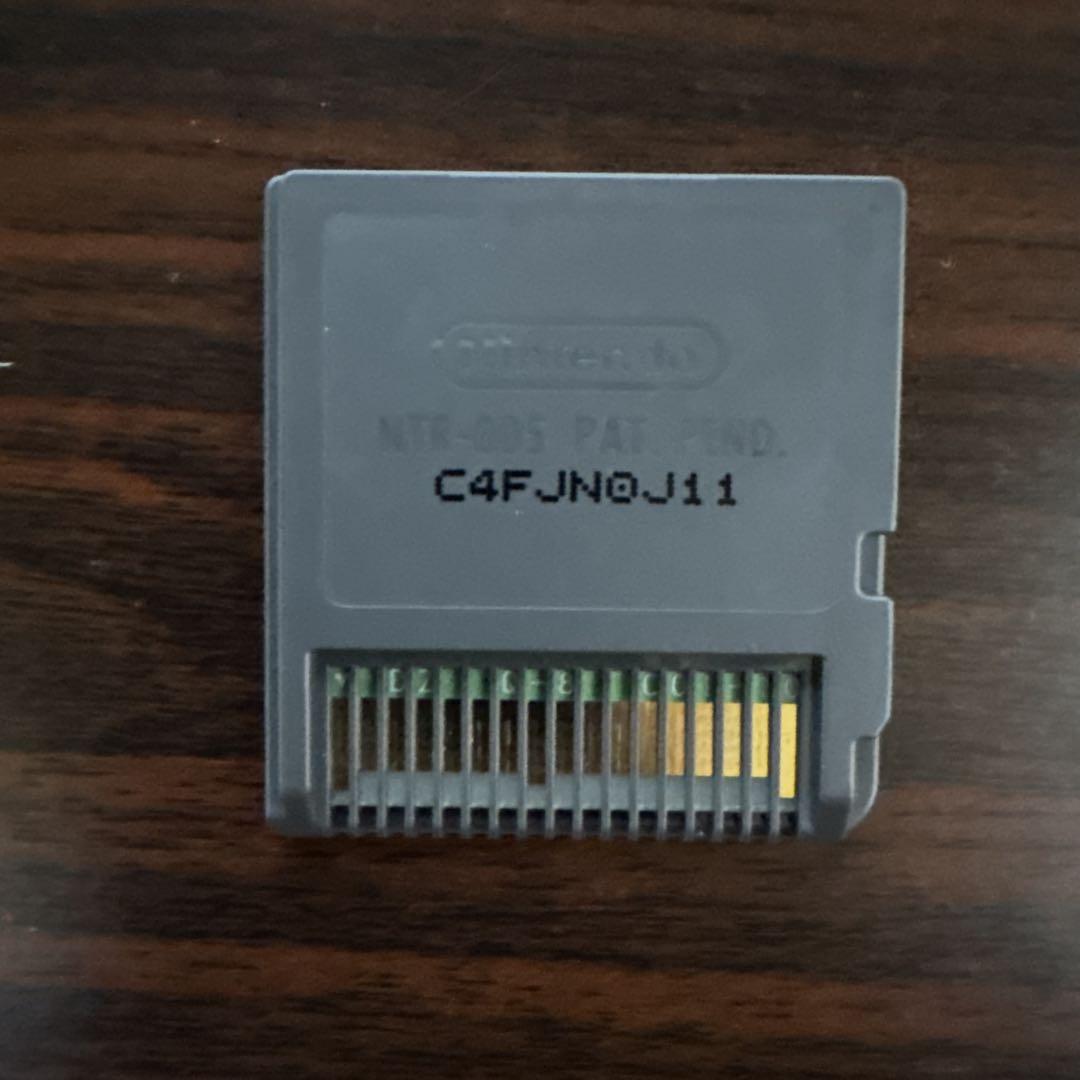 Nintendo
NTR-005 PAT. PEND.
C4FJN0J11